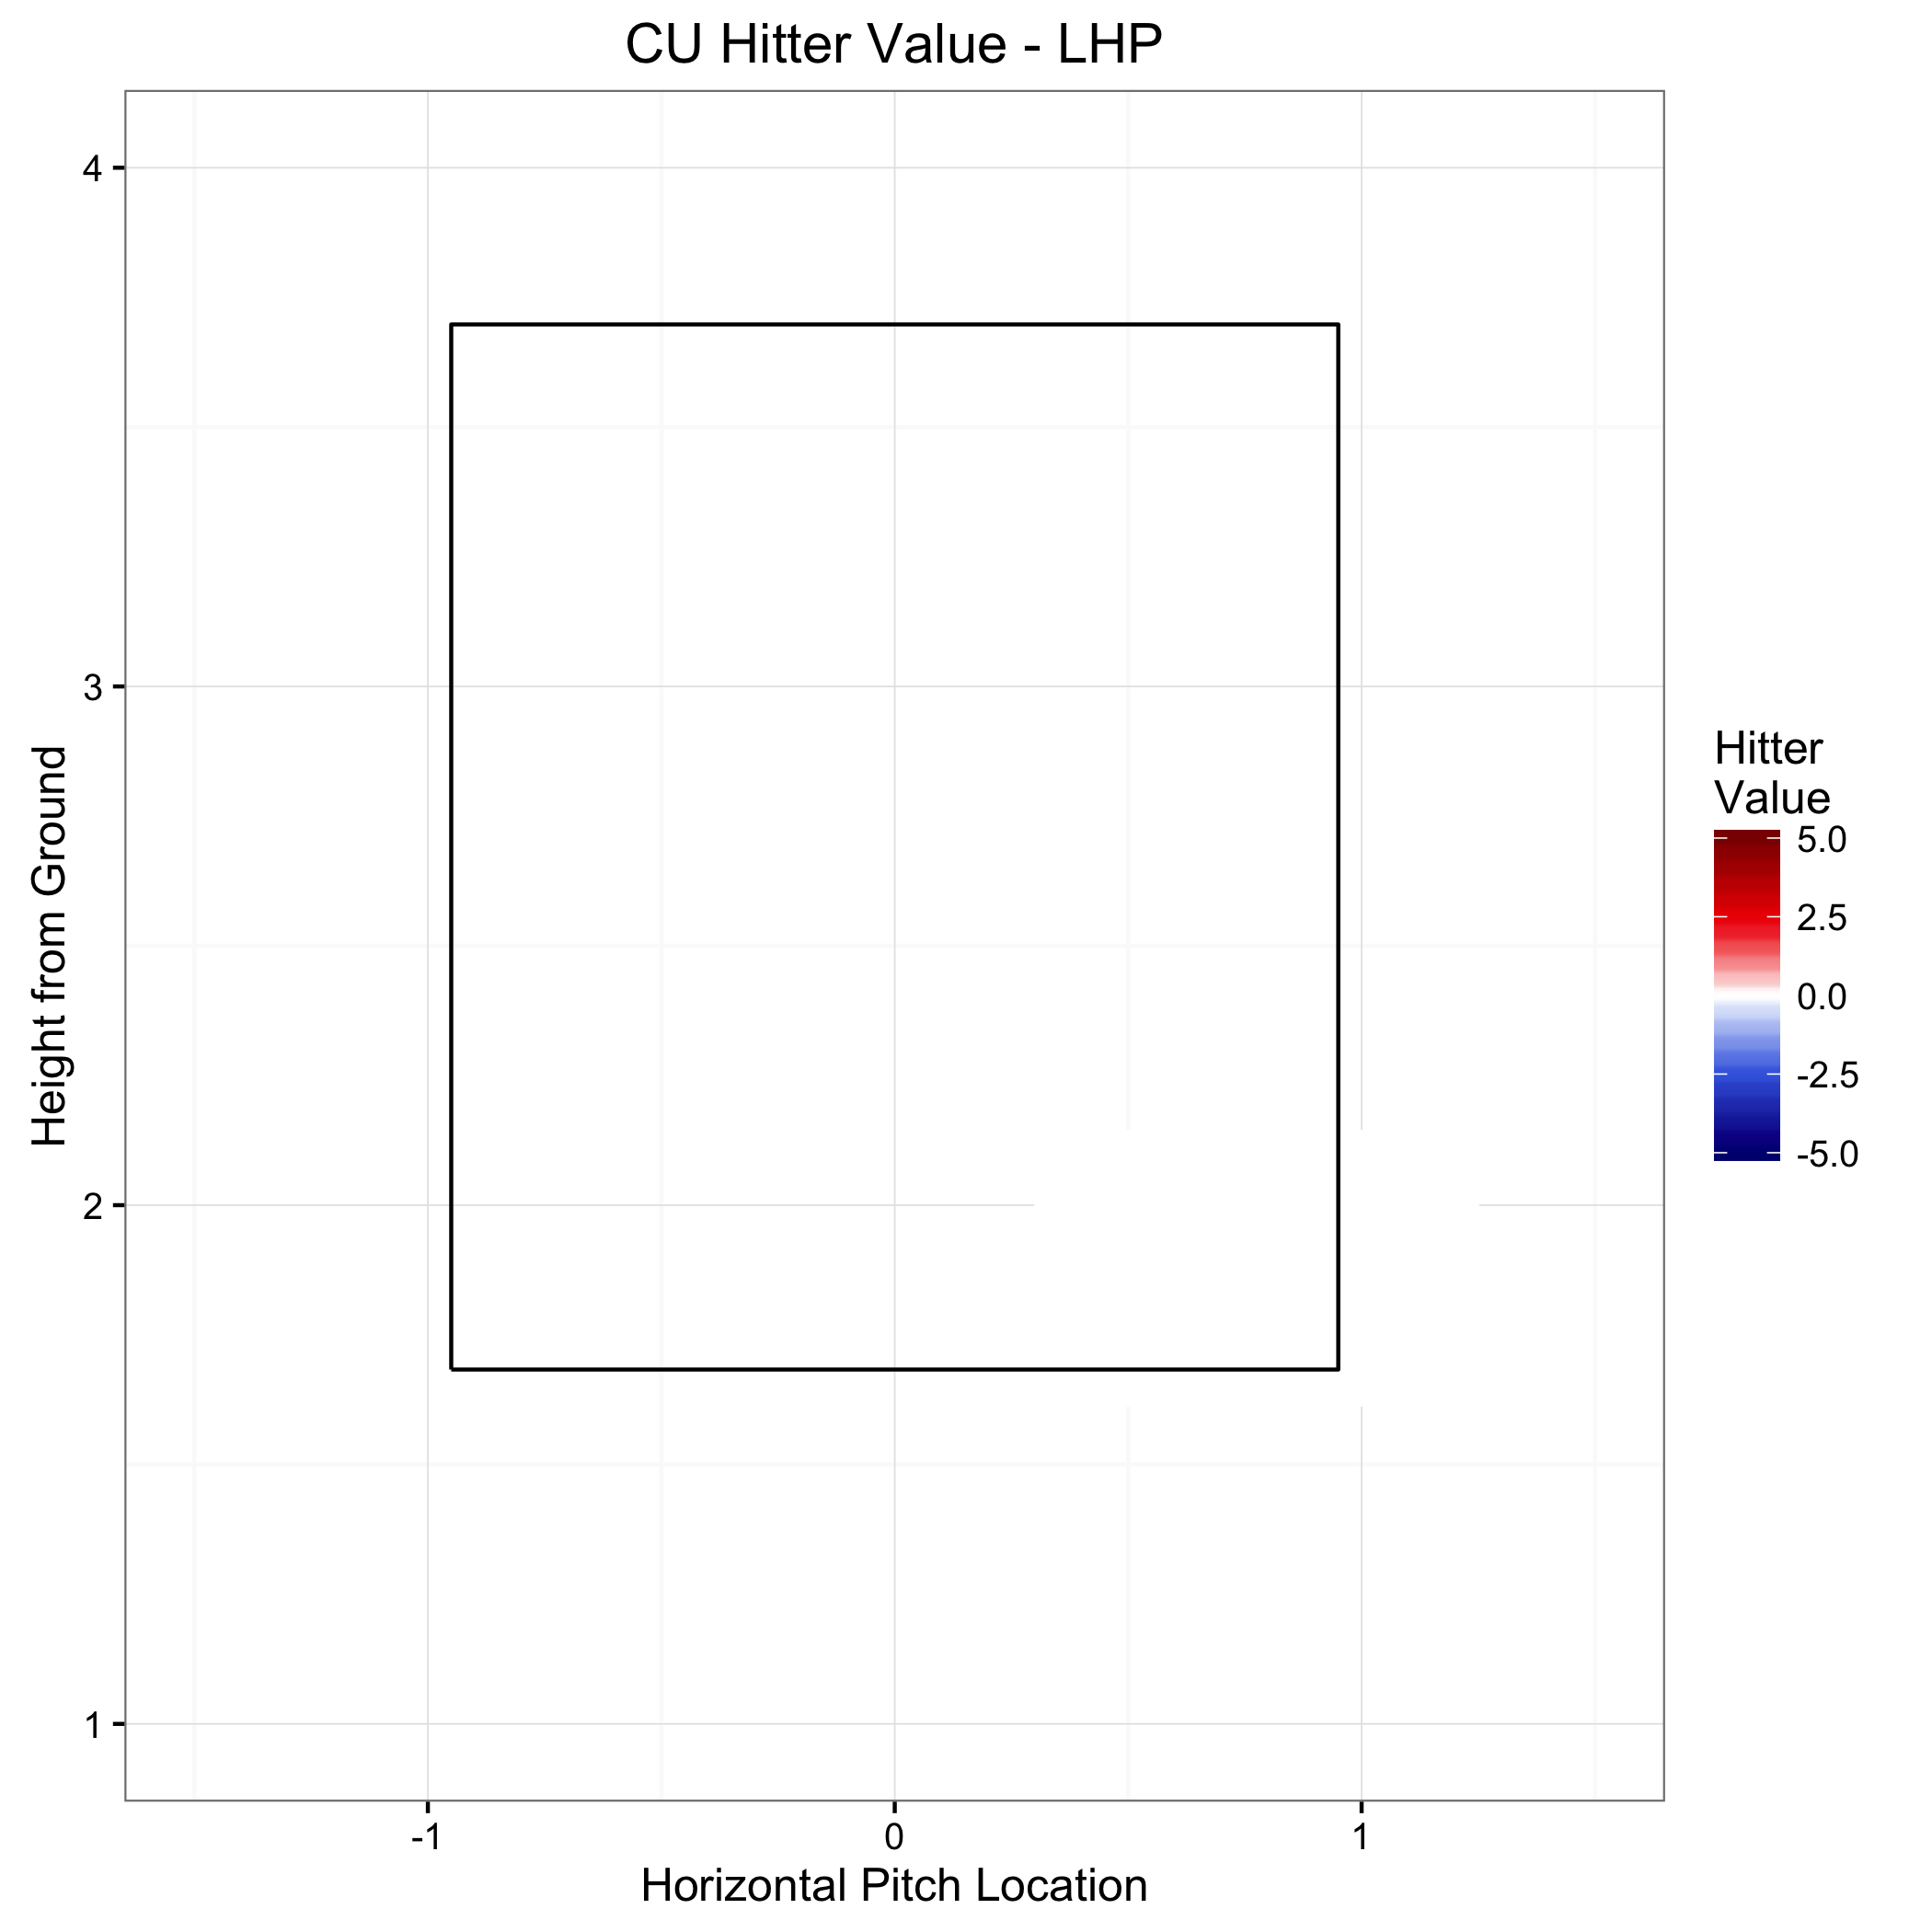 CU Hitter Value - LHP
4
3
2
1
Height from Ground
-1
0
1
Horizontal Pitch Location
Hitter
Value
5.0
2.5
0.0
-2.5
-5.0